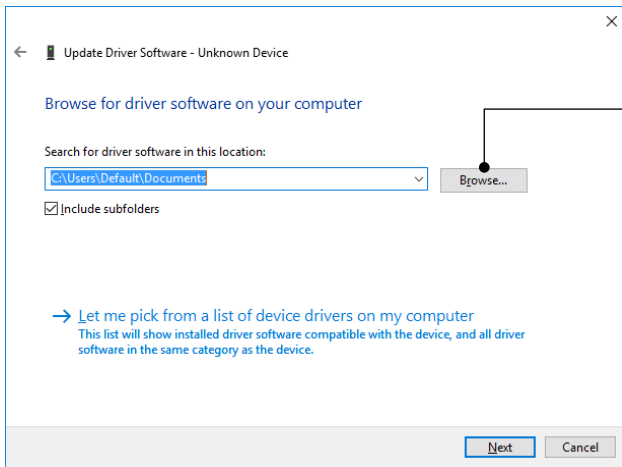 Update Driver Software - Unknown Device
Browse for driver software on your computer
Search for driver software in this location:
C:\Users\Default\Documents
Browse...
Include subfolders
Let me pick from a list of device drivers on my computer
This list will show installed driver software compatible with the device, and all driver
software in the same category as the device.
Next
Cancel